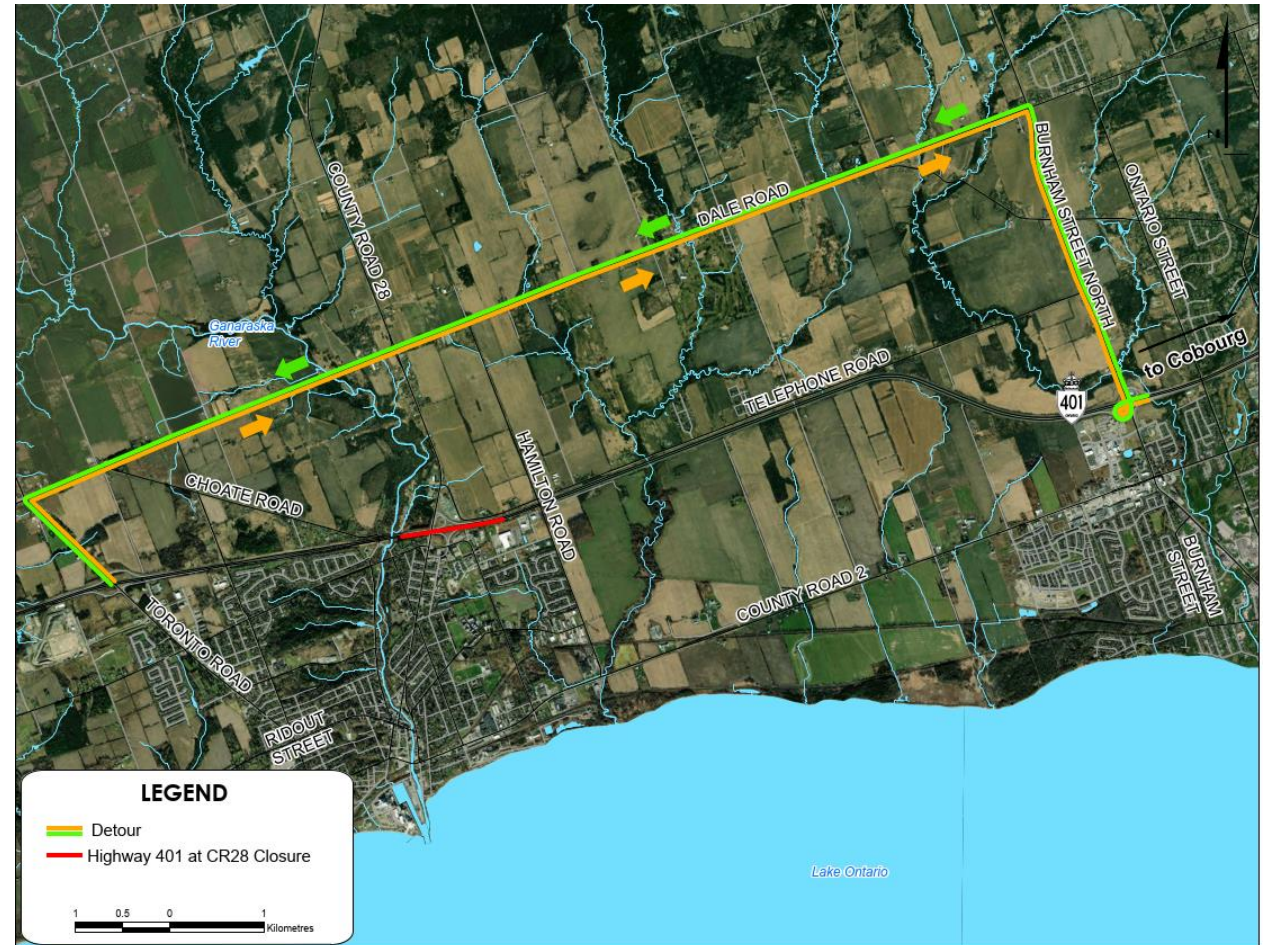 BURNHAM STREET NORTH
ONTARIO STREET
COUNTY ROAD 28
DALE ROAD
Ganaraska
River
to Cobourg
TELEPHONE ROAD
401
HAMILTON ROAD
CHOATE ROAD
COUNTY ROAD 2
BURNHAM
STREET
TORONTO ROAD
RIDOUT
STREET
LEGEND
Detour
Highway 401 at CR28 Closure
1 0.5 0 1
Kilometres
Lake Ontario